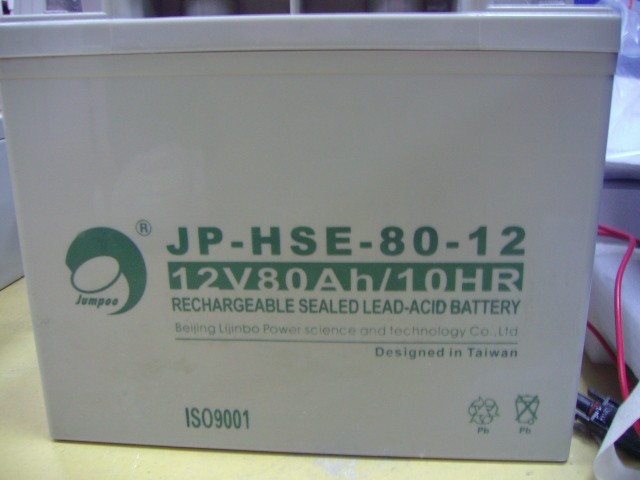 ®
JP-HSE-80-12
12V80Ah/10HR
Jumpoo
RECHARGEABLE SEALED LEAD-ACID BATTERY
Beijing Lijinbo Power science and technology Co., Ltd
Designed in Taiwan
ISO9001
Pb Pb